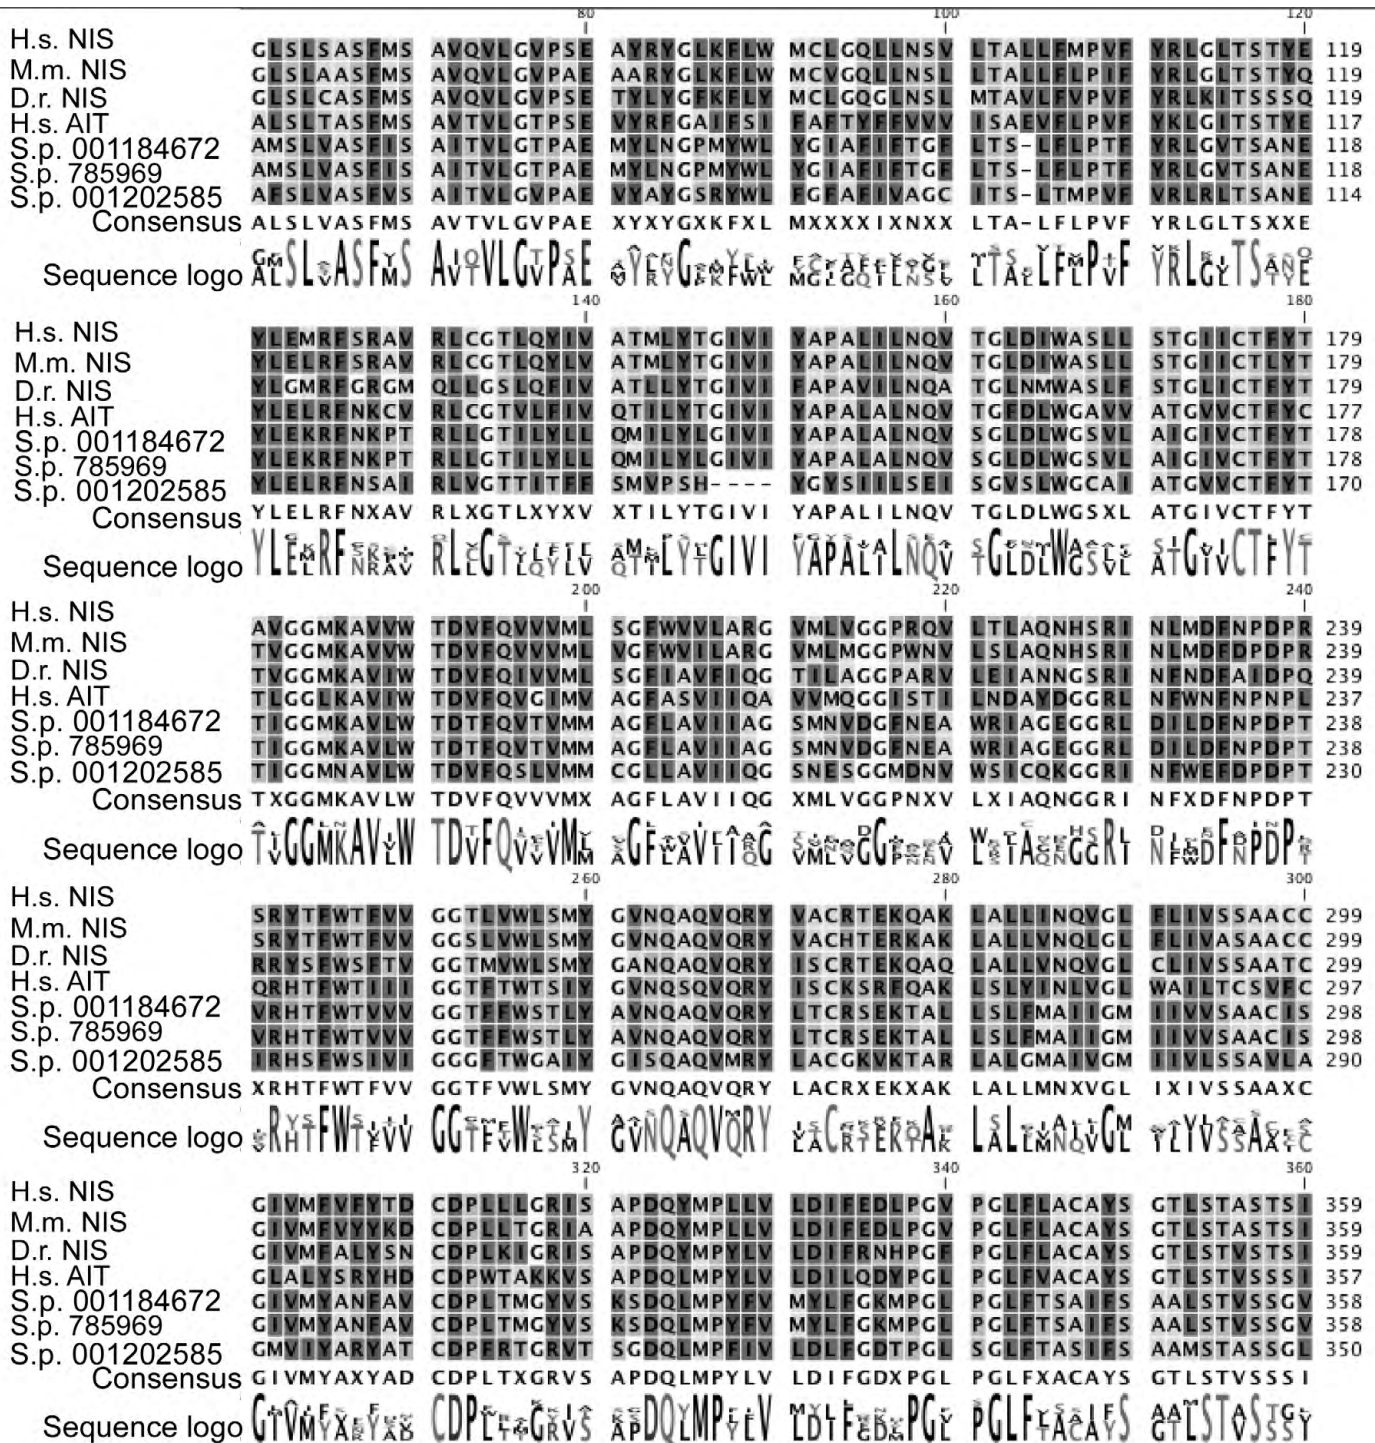 80 100 120
H.s. NIS GLSLSASFMS AVQVLGVPSE AYRYGLKFLW MCLGQLLNSV LTALLFMPVF YRLGLTSTYE 119
M.m. NIS GLSLAASFMS AVQVLGVPAE AARYGLKFLW MCVGQLLNSL LTALLFLPIF YRLGLTSTYQ 119
D.r. NIS GLSLCASFMS AVQVLGVPSE TYLYGFKFLY MCLGQGLNSL MTAVLFVPVF YRLKITSSSQ 119
H.s. AIT ALSLTASFMS AVTVLGTPSE VYRFGAIFSI FAFTYFFVVV ISAEVFLPVF YKLGITSTYE 117
S.p. 001184672 AMSLVASFIS AITVLGTPAE MYLNGPMYWL YGIAFIFTGF LTS-LFLPTF YRLGVTSANE 118
S.p. 785969 AMSLVASFIS AITVLGTPAE MYLNGPMYWL YGIAFIFTGF LTS-LFLPTF YRLGVTSANE 118
S.p. 001202585 AFSLVASFVS AITVLGTPAE VYAYGSRYWL FGFAFIVAGC ITS-LTMPVF VRLRLTSANE 114
Consensus ALSLVASFMS AVTVLGVPAE XYXYGXKFXL MXXXXIXNXX LTA-LFLPVF YRLGLTSXXE
Sequence logo
140 160 180
H.s. NIS YLEMRFSRAV RLCGTLQYIV ATMLYTGIVI YAPALILNQV TGLDIWASLL STGIICTFYT 179
M.m. NIS YLELRFSRAV RLCGTLQYIV ATMLYTGIVI YAPALILNQV TGLDIWASLL STGIICTFYT 179
D.r. NIS YLGMRFGRGM QLLGSLQFIV ATLLYTGIVI FAPAVILNQA TGLNMWASLF STGLICTFYT 179
H.s. AIT YLELRFNKCV RLCGTVLFIV QTILYTGIVI YAPALALNQV TGFDLWGAVV ATGVVCTFYC 177
S.p. 001184672 YLEKRFNKPT RLLGTILYLL QMILYLGIVI YAPALALNQV SGLDLWGSVL AIGIVCTFYT 178
S.p. 785969 YLEKRFNKPT RLLGTILYLL QMILYLGIVI YAPALALNQV SGLDLWGSVL AIGIVCTFYT 178
S.p. 001202585 YLELRFNSAI RLVGTTITFF SMVPSH---- YGYSIILSEI SGVSLWGCAI ATGVVCTFYT 170
Consensus YLELRFNXAV RLXGTLXYXV XTILYTGIVI YAPALILNQV TGLDLWGSXL ATGIVCTFYT
Sequence logo
200 220 240
H.s. NIS AVGGMKAVVW TDVFQVVVML SGFWVVLARG VMLVGGPRQV LTLAQNHSRI NLMDFNPDPR 239
M.m. NIS TVGGMKAVVW TDVFQVVVML VGFWVILARG VMLMGGPWNV LSLAQNHSRI NLMDFDPDPR 239
D.r. NIS TVGGMKAVIW TDVFQIVVML SGFIAVFIQG TILAGGPARV LEIANNGSRI NFNDFAIDPQ 239
H.s. AIT TLGGLKAVIW TDVFQVGIMV AGFASVIIQA VVMQGGISTI LNDAYDGGRL NFWNFNPNPL 237
S.p. 001184672 TIGGMKAVLW TDTFQVTVMM AGFLAVIIAG SMNVDGFNEA WRIAGEGGRL DILDFNPDPT 238
S.p. 785969 TIGGMKAVLW TDTFQVTVMM AGFLAVIIAG SMNVDGFNEA WRIAGEGGRL DILDFNPDPT 238
S.p. 001202585 TIGGMNAVLW TDVFQSLVMM CGLLAVIIQG SNESGGMDNV WSICQKGGRI NFWEFDPDPT 230
Consensus TXGGMKAVLW TDVFQVVVMX AGFLAVIIQG XMLVGGPNXV LXIAQNGGRI NFXDFNPDPT
Sequence logo
260 280 300
H.s. NIS SRYTFWTFVV GGTLVWLSMY GVNQAQVQRY VACRTEKQAK LALLINQVGL FLIVSSAACC 299
M.m. NIS SRYTFWTFVV GGSLVWLSMY GVNQAQVQRY VACHTERKAK LALLVNQLGL FLIVASAACC 299
D.r. NIS RRYSFWSFTV GGTMVWLSMY GANQAQVQRY ISCRTEKQAQ LALLVNQVGL CLIVSSAATC 299
H.s. AIT QRHTFWTIII GGTFTWTSIY GVNQSQVQRY ISCKSRFQAK LSLYINLVGL WAILTCSVFC 297
S.p. 001184672 VRHTFWTVVV GGTFFWSTLY AVNQAQVQRY LTCRSEKTAL LSLFMAIIGM IIVVSAACIS 298
S.p. 785969 VRHTFWTVVV GGTFFWSTLY AVNQAQVQRY LTCRSEKTAL LSLFMAIIGM IIVVSAACIS 298
S.p. 001202585 IRHSFWSIVI GGGFTWGAIY GISQAQVMRY LACGKVKTAR LALGMAIVGM IIVLSSAVLA 290
Consensus XRHTFWTFVV GGTFVWLSMY GVNQAQVQRY LACRXEKXAK LALLMNXVGL IXIVSSAAXC
Sequence logo
320 340 360
H.s. NIS GIVMFVFYTD CDPLLLGRIS APDQYMPLLV LDIFEDLPGV PGLFLACAYS GTLSTASTSI 359
M.m. NIS GIVMFVYYKD CDPLLTGRIA APDQYMPLLV LDIFEDLPGV PGLFLACAYS GTLSTASTSI 359
D.r. NIS GIVMFALYSN CDPLKIGRIS APDQYMPYLV LDIFRNHPGF PGLFLACAYS GTLSTVSTSI 359
H.s. AIT GLALYSRYHD CDPWTAKKVS APDQLMPYLV LDILQDYPGL PGLFVACAYS GTLSTVSSSI 357
S.p. 001184672 GIVMYANFAV CDPLTMGYVS KSDQLMPYFV MYLFGKMPGL PGLFTSAIFS AALSTVSSGV 358
S.p. 785969 GIVMYANFAV CDPLTMGYVS KSDQLMPYFV MYLFGKMPGL PGLFTSAIFS AALSTVSSGV 358
S.p. 001202585 GMVIYARYAT CDPFRTGRVT SGDQLMPFIV LDLFGDTPGL SGLFTASIFS AAMSTASSGL 350
Consensus GIVMYAXYAD CDPLTXGRVS APDQLMPYLV LDIFGDXPGL PGLFXACAYS GTLSTVSSSI
Sequence logo